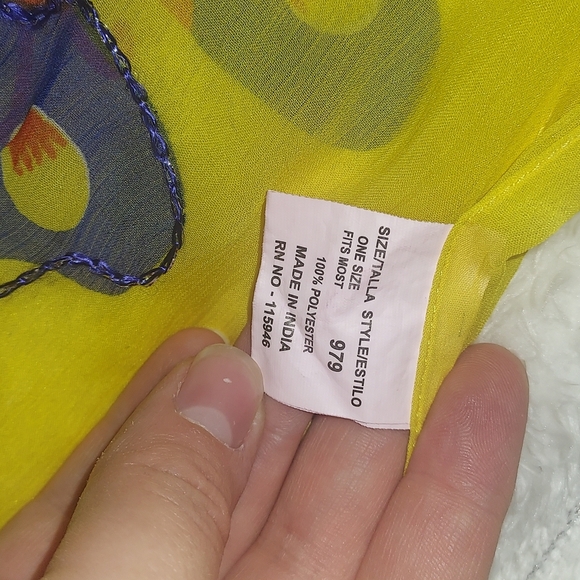 SIZE/TALLA STYLE/ESTILO
ONE SIZE 979
FITS MOST
100% POLYESTER
MADE IN INDIA
RN NO - 115946